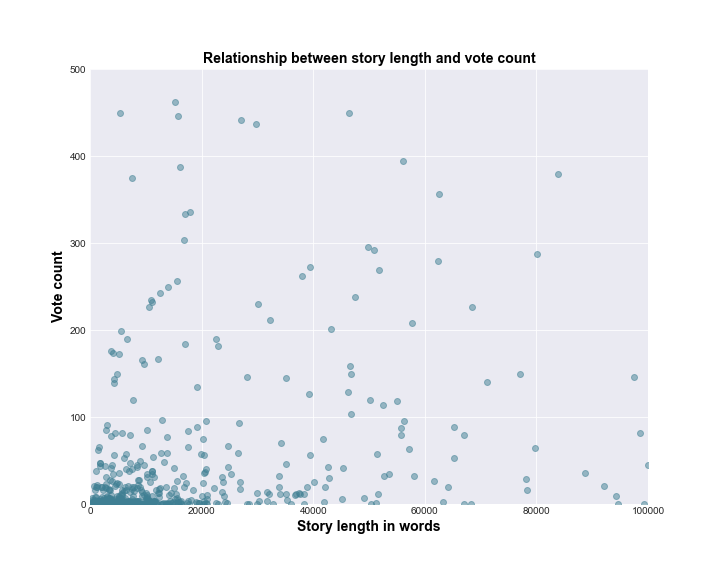 Relationship between story length and vote count
500
400
300
200
100
0
Vote count
0 20000 40000 60000 80000 100000
Story length in words